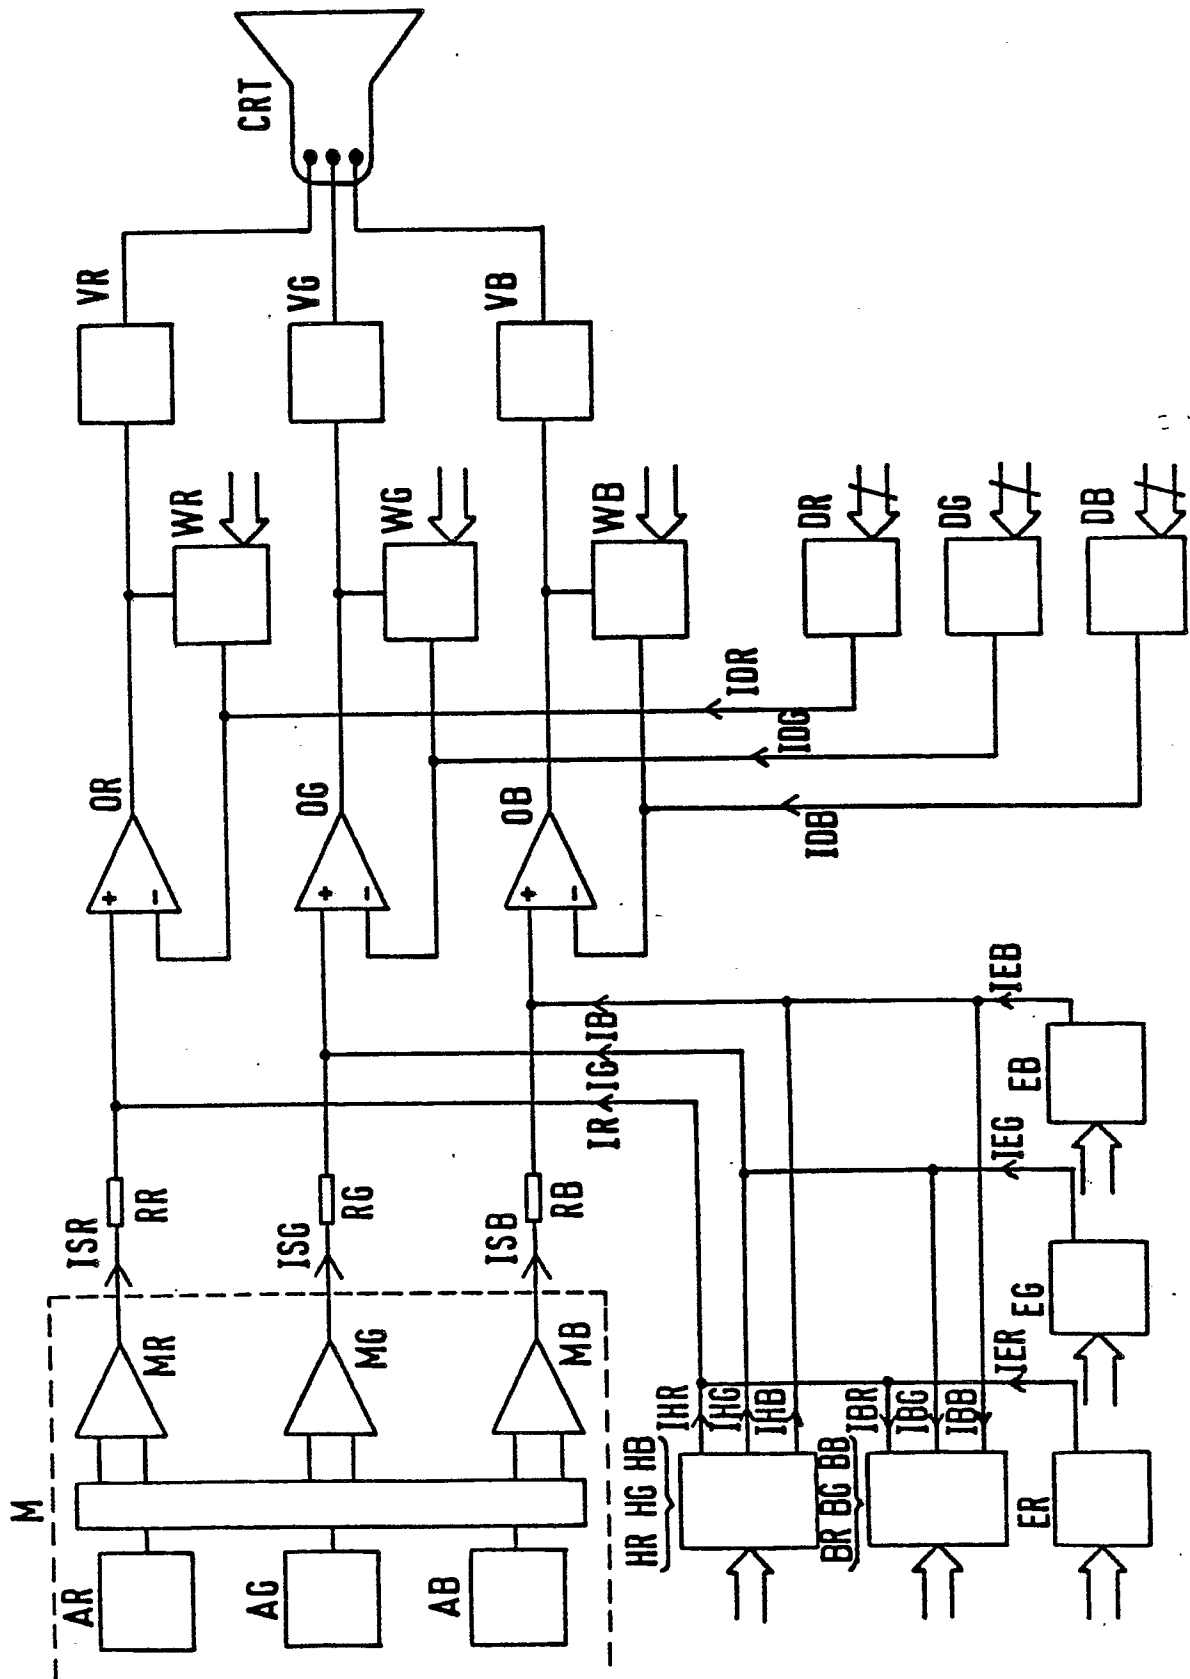 CRT
VR
VG
VB
WR
WG
WB
DR
DG
DB
OR
OG
OB
+
-
+
-
+
-
IDR
IDG
IDB
ISR
ISG
ISB
RR
RG
RB
IR
IG
IB
M
MR
MG
MB
AR
AG
AB
HR HG HB
IHR
IHG
IHB
BR BG BB
IBR
IBG
IBB
IER
IEG
IEB
ER
EG
EB